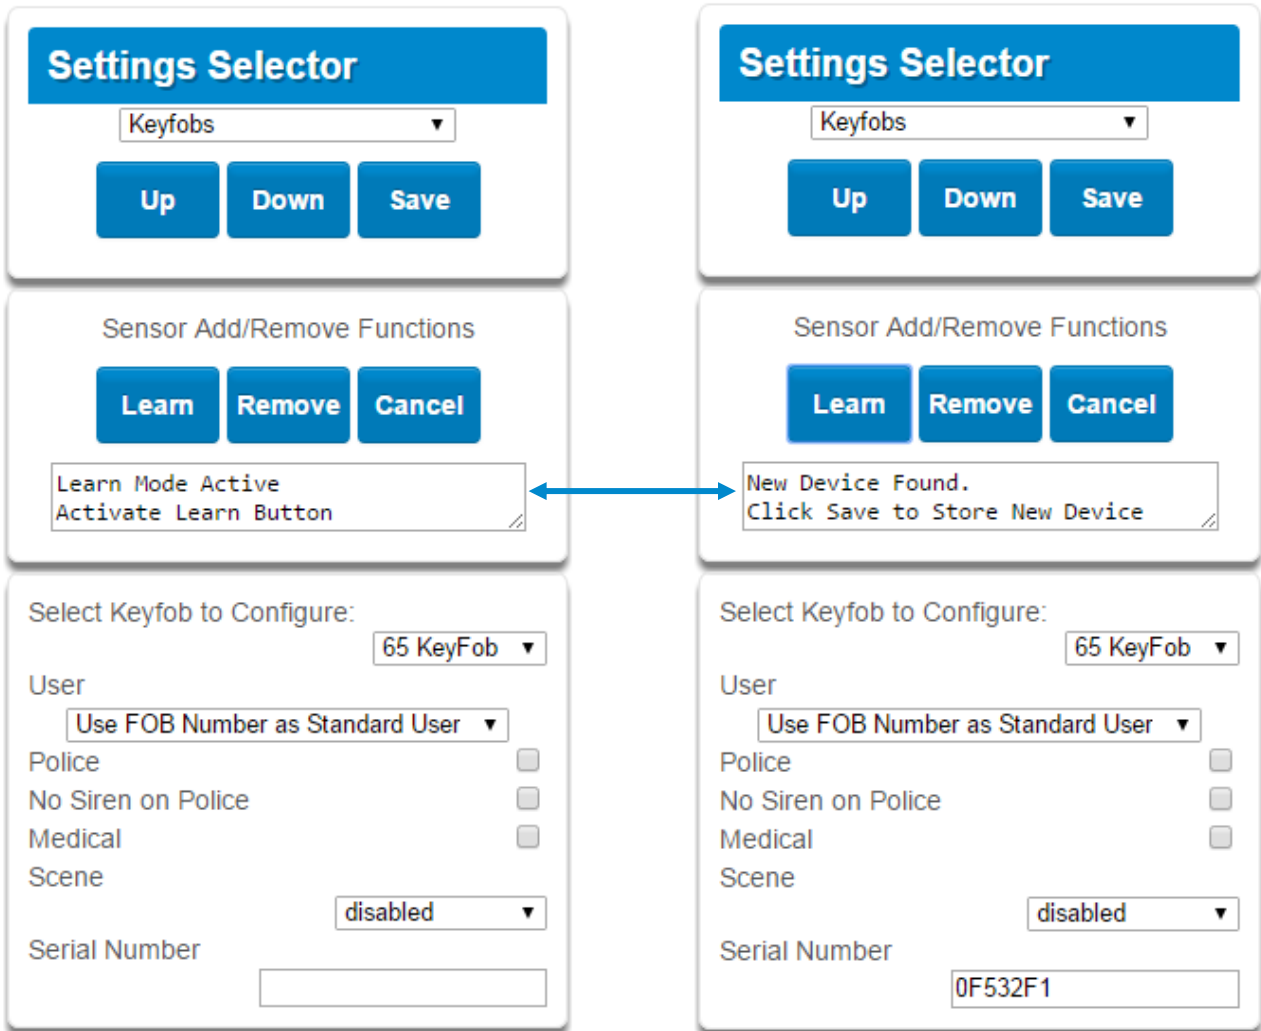 Settings Selector
Keyfobs
Up Down Save
Sensor Add/Remove Functions
Learn Remove Cancel
Learn Mode Active
Activate Learn Button
Select Keyfob to Configure:
65 KeyFob
User
Use FOB Number as Standard User
Police
No Siren on Police
Medical
Scene
disabled
Serial Number
Settings Selector
Keyfobs
Up Down Save
Sensor Add/Remove Functions
Learn Remove Cancel
New Device Found.
Click Save to Store New Device
Select Keyfob to Configure:
65 KeyFob
User
Use FOB Number as Standard User
Police
No Siren on Police
Medical
Scene
disabled
Serial Number
0F532F1